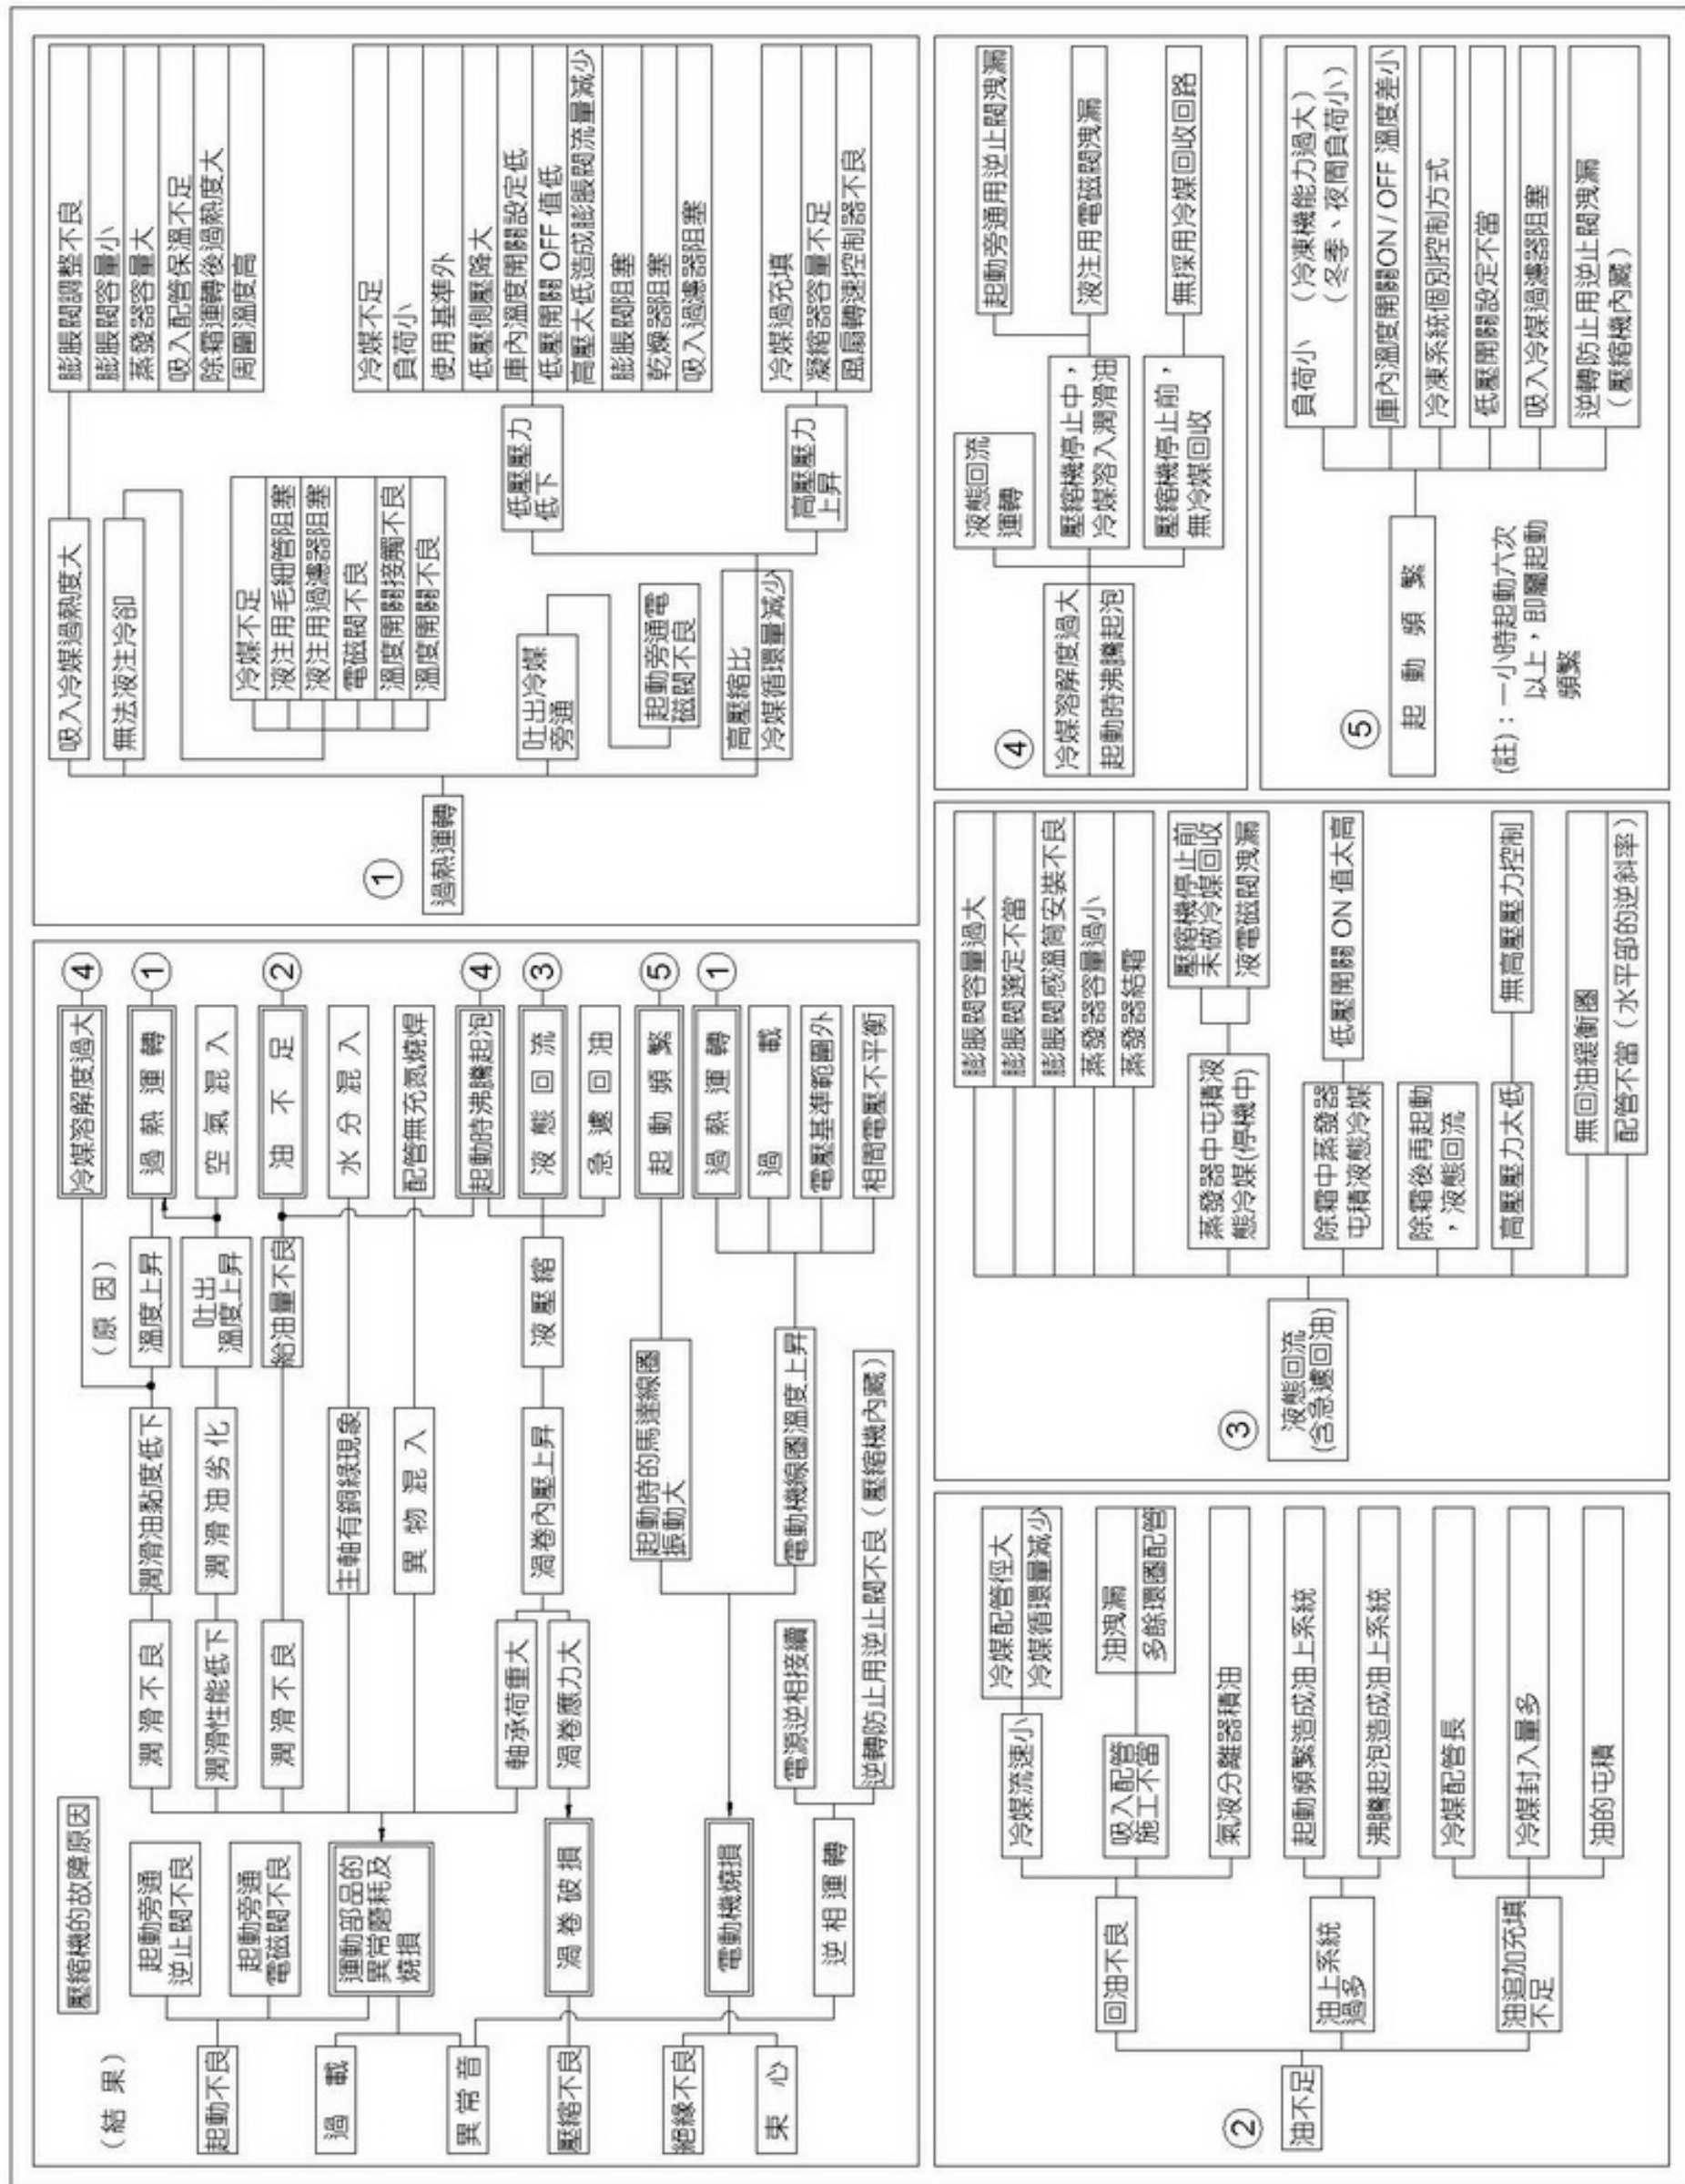 壓縮機的故障原因
(結 果)
(原 因)
起動不良
過 載
異常音
壓縮不良
絕緣不良
束 心
起動旁通
逆止閥不良
起動旁通
電磁閥不良
運動部品的
異常磨耗及
燒損
渦卷破損
電動機燒損
逆相運轉
潤滑不良
潤滑性能低下
潤滑不良
軸承荷重大
渦卷應力大
電源逆相接續
逆轉防止用逆止閥不良(壓縮機內藏)
潤滑油黏度低下
潤滑油劣化
主軸有銅綠現象
異物混入
渦卷內壓上昇
起動時的馬達線圈
振動大
電動機線圈溫度上昇
溫度上昇
吐出
溫度上昇
給油量不良
液壓縮
冷媒溶解度過大
④
過熱運轉
①
空氣混入
油不足
②
水分混入
配管無充氮燒焊
起動時沸騰起泡
④
液態回流
③
急遽回油
起動頻繁
⑤
過熱運轉
①
過 載
電壓基準範圍外
相間電壓不平衡
①
過熱運轉
吸入冷媒過熱度大
膨脹閥調整不良
膨脹閥容量小
蒸發器容量大
吸入配管保溫不足
除霜運轉後過熱度大
周圍溫度高
無法液注冷卻
冷媒不足
液注用毛細管阻塞
液注用過濾器阻塞
電磁閥不良
溫度開關接觸不良
溫度開關不良
吐出冷媒
旁通
起動旁通電
磁閥不良
高壓縮比
冷媒循環量減少
低壓壓力
低下
冷媒不足
負荷小
使用基準外
低壓側壓降大
庫內溫度開關設定低
低壓開關 OFF 值低
高壓太低造成膨脹閥流量減少
膨脹閥阻塞
乾燥器阻塞
吸入過濾器阻塞
高壓壓力
上昇
冷媒過充填
凝縮器容量不足
風扇轉速控制器不良
②
油不足
回油不良
冷媒流速小
冷媒配管徑大
冷媒循環量減少
吸入配管
施工不當
油洩漏
多餘環圈配管
氣液分離器積油
油上系統
過多
起動頻繁造成油上系統
沸騰起泡造成油上系統
油追加充填
不足
冷媒配管長
冷媒封入量多
油的屯積
③
液態回流
(含急遽回油)
膨脹閥容量過大
膨脹閥選定不當
膨脹閥感溫筒安裝不良
蒸發器容量過小
蒸發器結霜
蒸發器中屯積液
態冷媒(停機中)
壓縮機停止前
未做冷媒回收
液電磁閥洩漏
除霜中蒸發器
屯積液態冷媒
低壓開關 ON 值太高
除霜後再起動
，液態回流
高壓壓力太低
無高壓壓力控制
無回油緩衝圈
配管不當(水平部的逆斜率)
④
冷媒溶解度過大
起動時沸騰起泡
液態回流
運轉
壓縮機停止中，
冷媒溶入潤滑油
起動旁通用逆止閥洩漏
液注用電磁閥洩漏
壓縮機停止前，
無冷媒回收
無採用冷媒回收回路
⑤
起動頻繁
負荷小 (冷凍機能力過大)
(冬季、夜間負荷小)
庫內溫度開關ON / OFF 溫度差小
冷凍系統個別控制方式
低壓開關設定不當
吸入冷媒過濾器阻塞
逆轉防止用逆止閥洩漏
(壓縮機內藏)
(註)：一小時起動六次
以上，即屬起動
頻繁